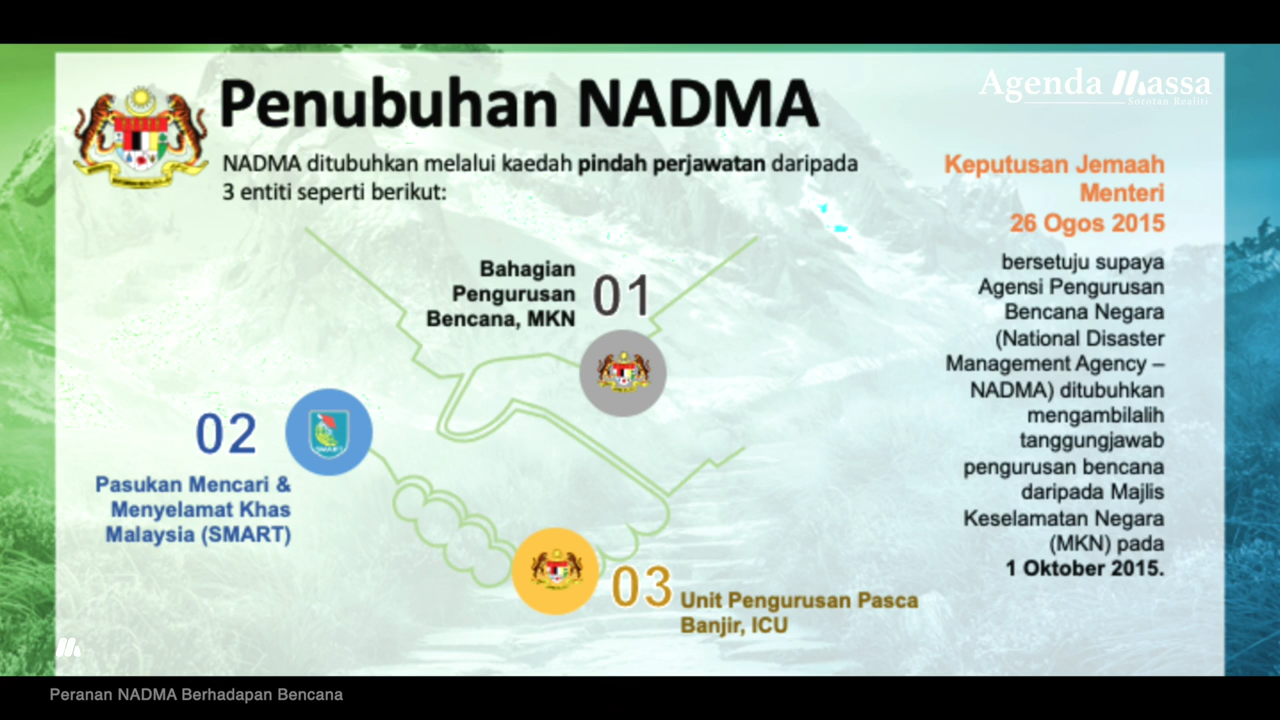 Agenda Massa
Sorotan Realiti
Penubuhan NADMA
NADMA ditubuhkan melalui kaedah pindah perjawatan daripada
3 entiti seperti berikut:
Bahagian
Pengurusan
Bencana, MKN
01
02
Pasukan Mencari &
Menyelamat Khas
Malaysia (SMART)
SMART
03
Unit Pengurusan Pasca
Banjir, ICU
Keputusan Jemaah
Menteri
26 Ogos 2015
bersetuju supaya
Agensi Pengurusan
Bencana Negara
(National Disaster
Management Agency –
NADMA) ditubuhkan
mengambilalih
tanggungjawab
pengurusan bencana
daripada Majlis
Keselamatan Negara
(MKN) pada
1 Oktober 2015.
Peranan NADMA Berhadapan Bencana